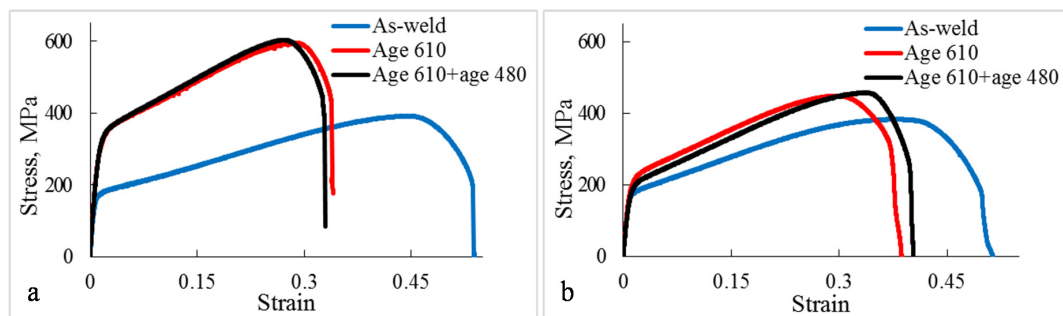 As-weld
Age 610
Age 610+age 480
600
400
200
0
Stress, MPa
0
0.15
0.3
0.45
Strain
a
As-weld
Age 610
Age 610+age 480
600
400
200
0
Stress, MPa
0
0.15
0.3
0.45
Strain
b